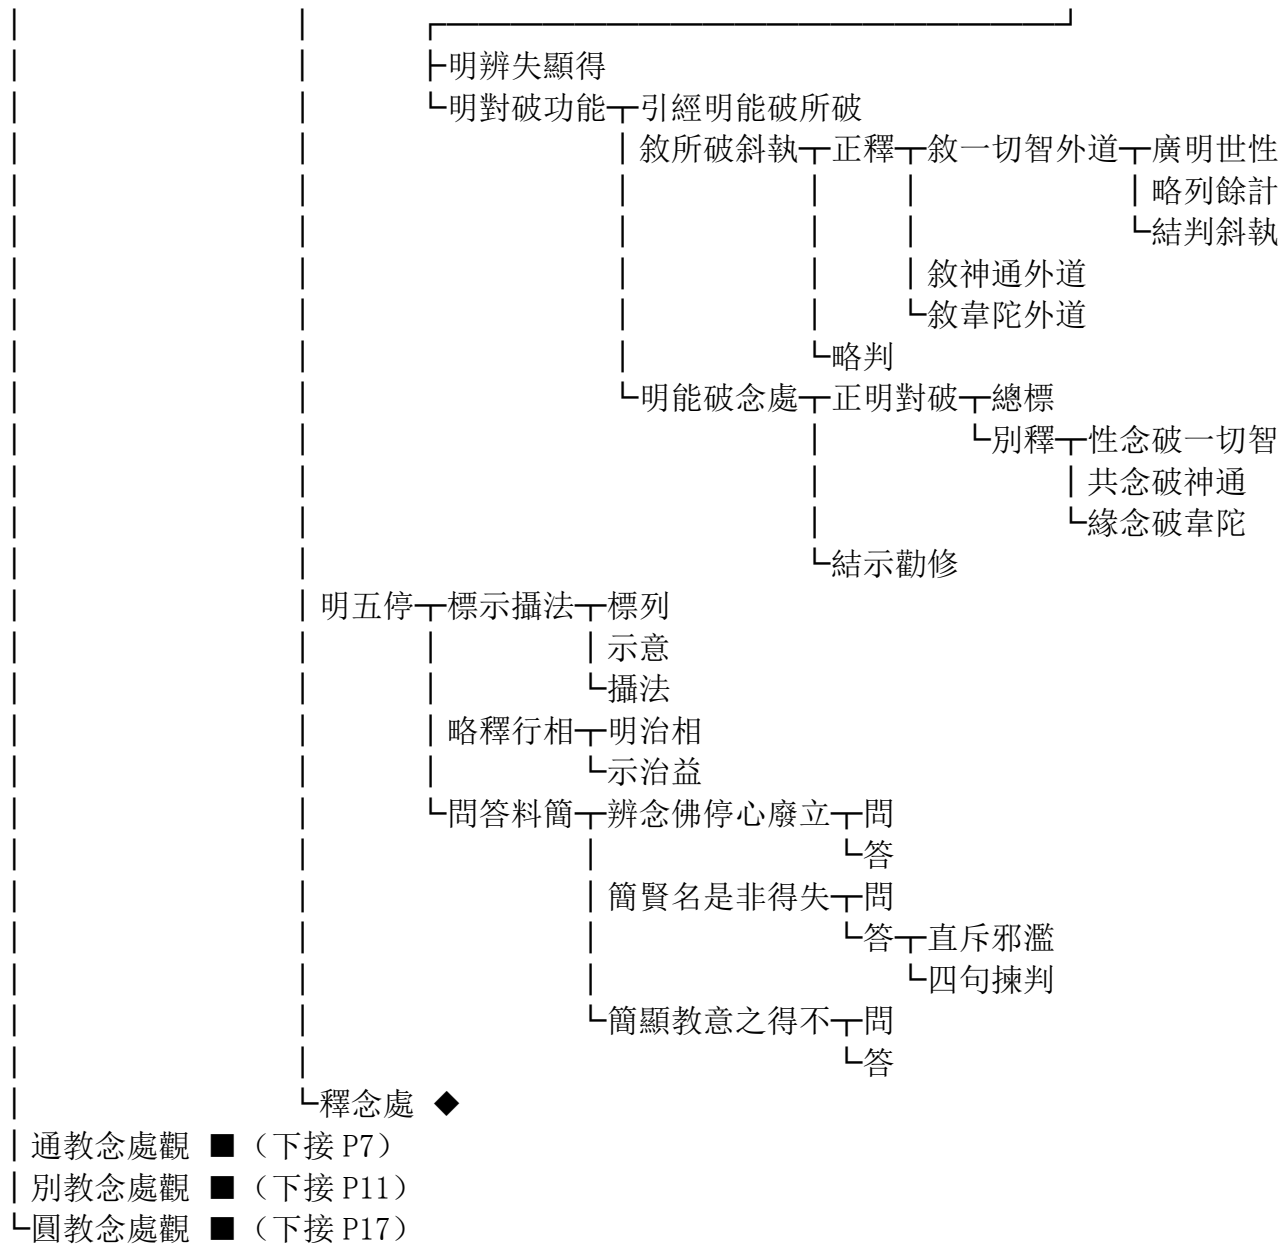 明辨失顯得
明對破功能 引經明能破所破
敘所破斜執 正釋 敘一切智外道 廣明世性
略列餘計
結判斜執
敘神通外道
敘韋陀外道
略判
明能破念處 正明對破 總標
別釋 性念破一切智
共念破神通
緣念破韋陀
結示勸修
明五停 標示攝法 標列
示意
攝法
略釋行相 明治相
示治益
問答料簡 辨念佛停心廢立 問
答
簡賢名是非得失 問
答 直斥邪濫
四句揀判
簡顯教意之得不 問
答
釋念處 ◆
通教念處觀 ■（下接 P7）
別教念處觀 ■（下接 P11）
圓教念處觀 ■（下接 P17）